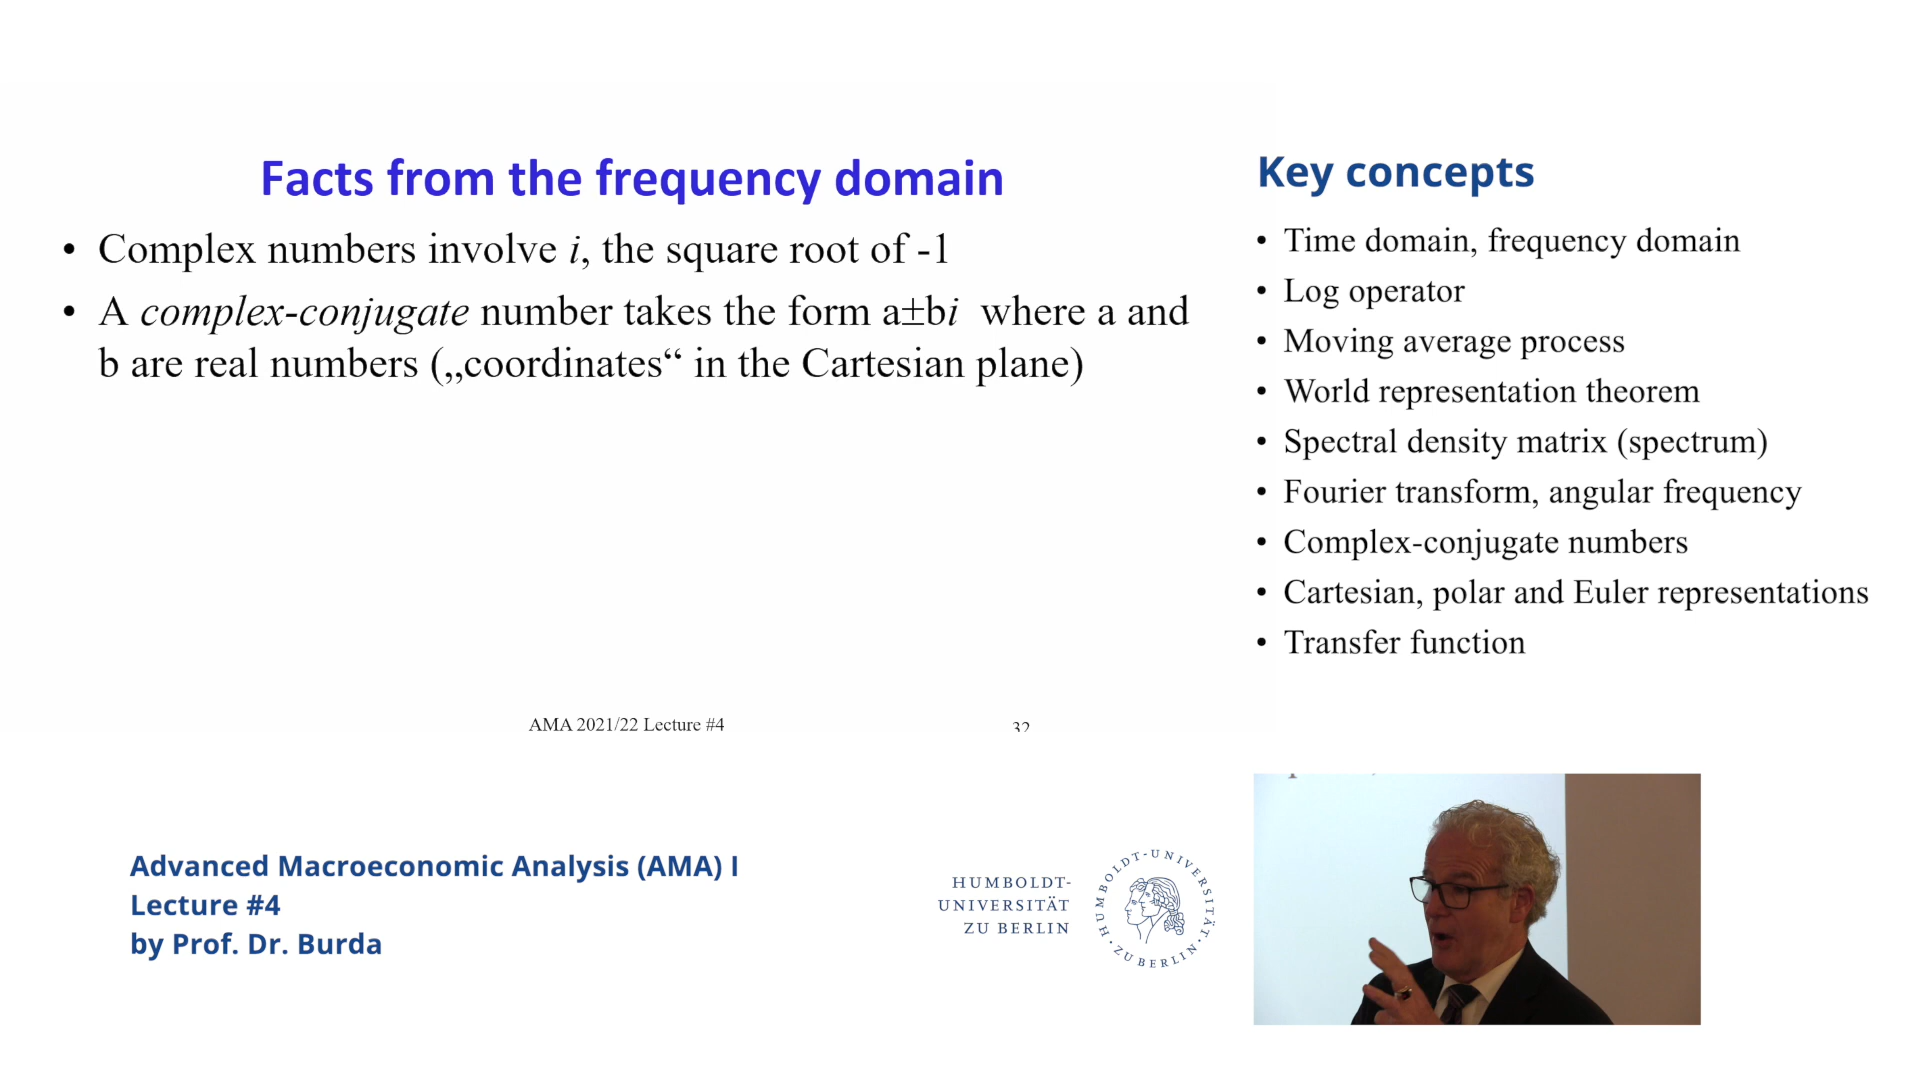 Facts from the frequency domain
• Complex numbers involve i, the square root of -1
• A complex-conjugate number takes the form a±bi where a and
b are real numbers („coordinates“ in the Cartesian plane)
AMA 2021/22 Lecture #4
32
Key concepts
• Time domain, frequency domain
• Log operator
• Moving average process
• World representation theorem
• Spectral density matrix (spectrum)
• Fourier transform, angular frequency
• Complex-conjugate numbers
• Cartesian, polar and Euler representations
• Transfer function
Advanced Macroeconomic Analysis (AMA) I
Lecture #4
by Prof. Dr. Burda
HUMBOLDT-
UNIVERSITÄT
ZU BERLIN
HUMBOLDT-UNIVERSITÄT · ZU BERLIN ·